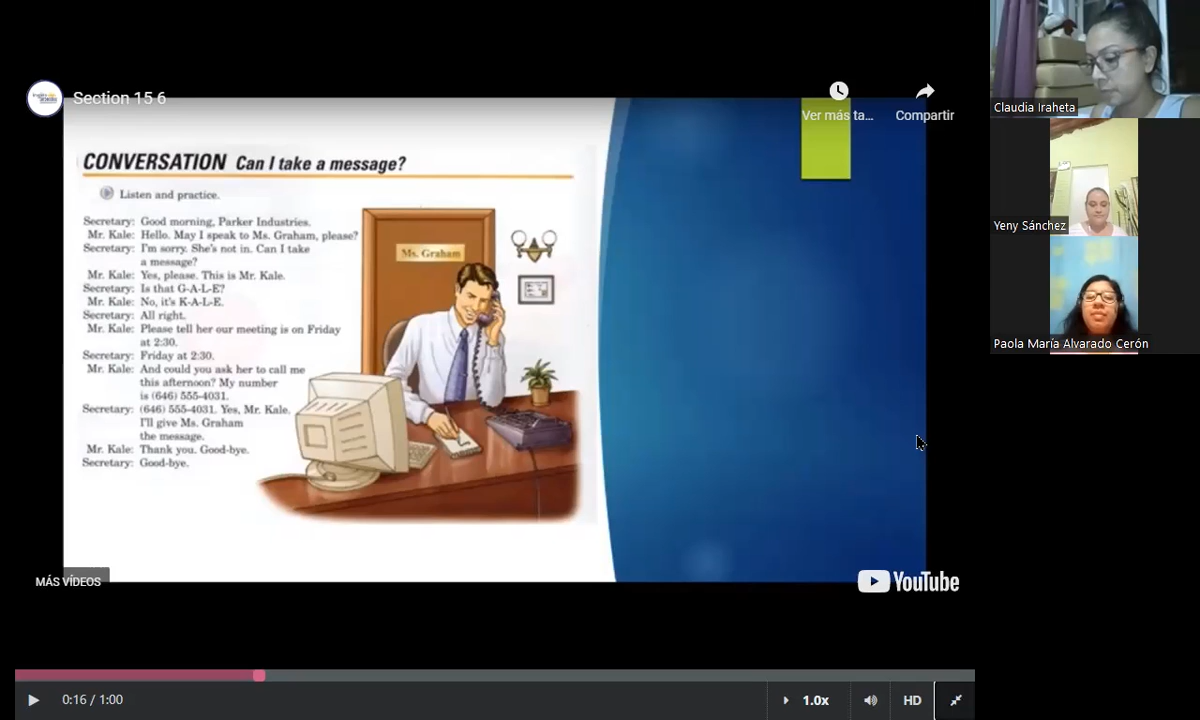 Section 15 6
Ver más ta...
Compartir
CONVERSATION Can I take a message?
Listen and practice.
Secretary: Good morning, Parker Industries.
Mr. Kale: Hello. May I speak to Ms. Graham, please?
Secretary: I'm sorry. She's not in. Can I take
a message?
Mr. Kale: Yes, please. This is Mr. Kale.
Secretary: Is that G-A-L-E?
Mr. Kale: No, it's K-A-L-E.
Secretary: All right.
Mr. Kale: Please tell her our meeting is on Friday
at 2:30.
Secretary: Friday at 2:30.
Mr. Kale: And could you ask her to call me
this afternoon? My number
is (646) 555-4031.
Secretary: (646) 555-4031. Yes, Mr. Kale.
I'll give Ms. Graham
the message.
Mr. Kale: Thank you. Good-bye.
Secretary: Good-bye.
Ms. Graham
MÁS VÍDEOS
YouTube
0:16 / 1:00
1.0x
HD
Claudia Iraheta
Yeny Sánchez
Paola María Alvarado Cerón